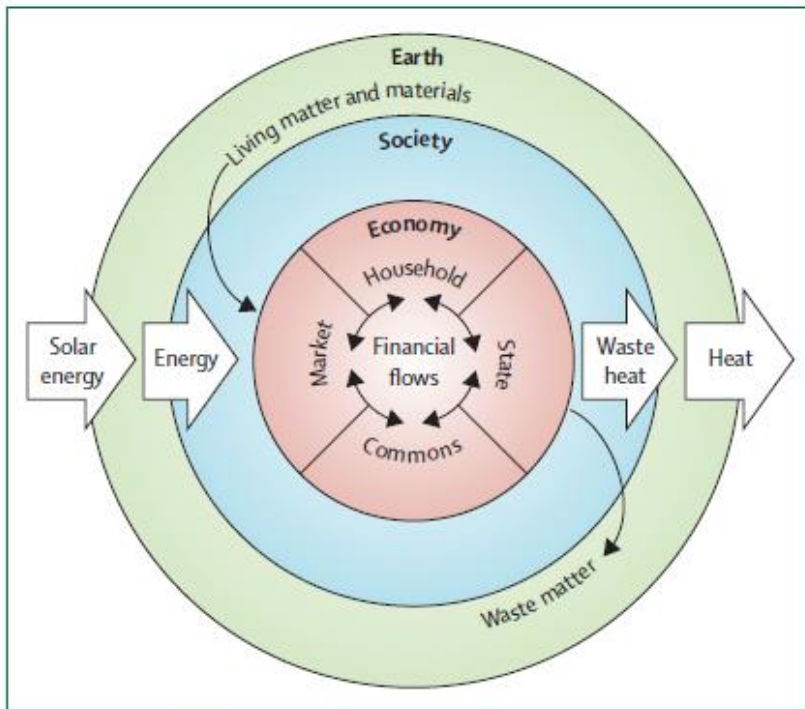 Earth
Living matter and materials
Society
Economy
Household
Market
Financial
flows
State
Commons
Solar
energy
Energy
Waste
heat
Heat
Waste matter